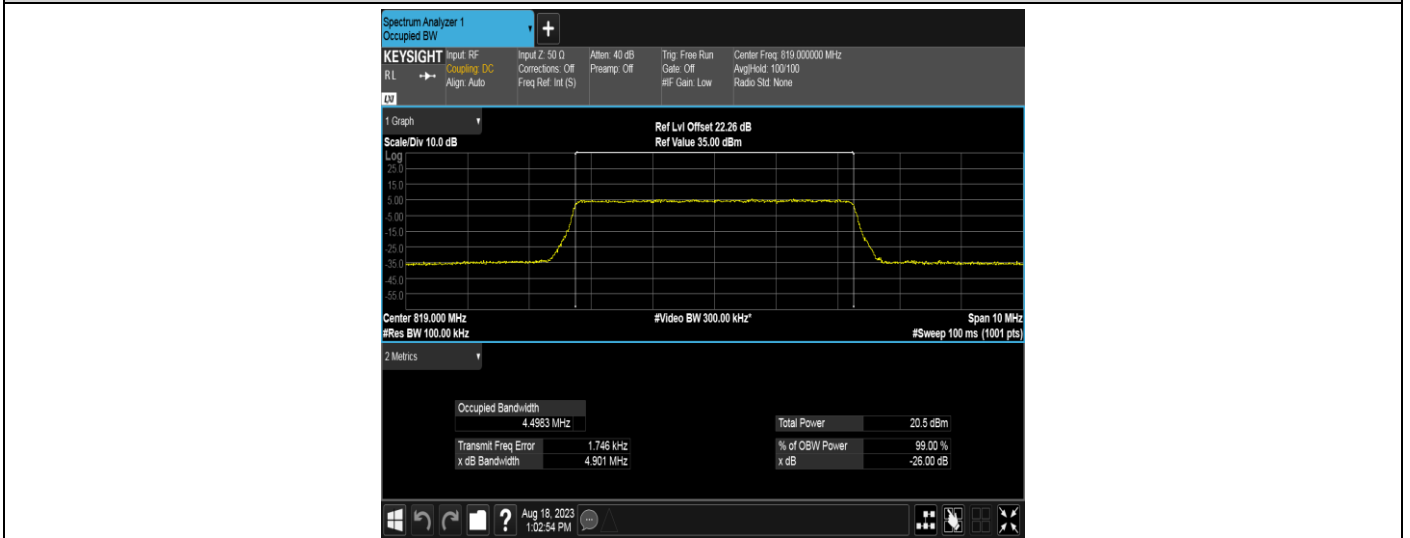 Spectrum Analyzer 1
Occupied BW
+
KEYSIGHT
RL
LXI
Input: RF
Coupling: DC
Align: Auto
Input Z: 50 Ω
Corrections: Off
Freq Ref: Int (S)
Atten: 40 dB
Preamp: Off
Trig: Free Run
Gate: Off
#IF Gain: Low
Center Freq: 819.000000 MHz
Avg|Hold: 100/100
Radio Std: None
1 Graph
Scale/Div 10.0 dB
Ref Lvl Offset 22.26 dB
Ref Value 35.00 dBm
Log
25.0
15.0
5.00
-5.00
-15.0
-25.0
-35.0
-45.0
-55.0
Center 819.000 MHz
#Res BW 100.00 kHz
#Video BW 300.00 kHz*
Span 10 MHz
#Sweep 100 ms (1001 pts)
2 Metrics
Occupied Bandwidth
4.4983 MHz
Transmit Freq Error 1.746 kHz
x dB Bandwidth 4.901 MHz
Total Power 20.5 dBm
% of OBW Power 99.00 %
x dB -26.00 dB
?
Aug 18, 2023
1:02:54 PM